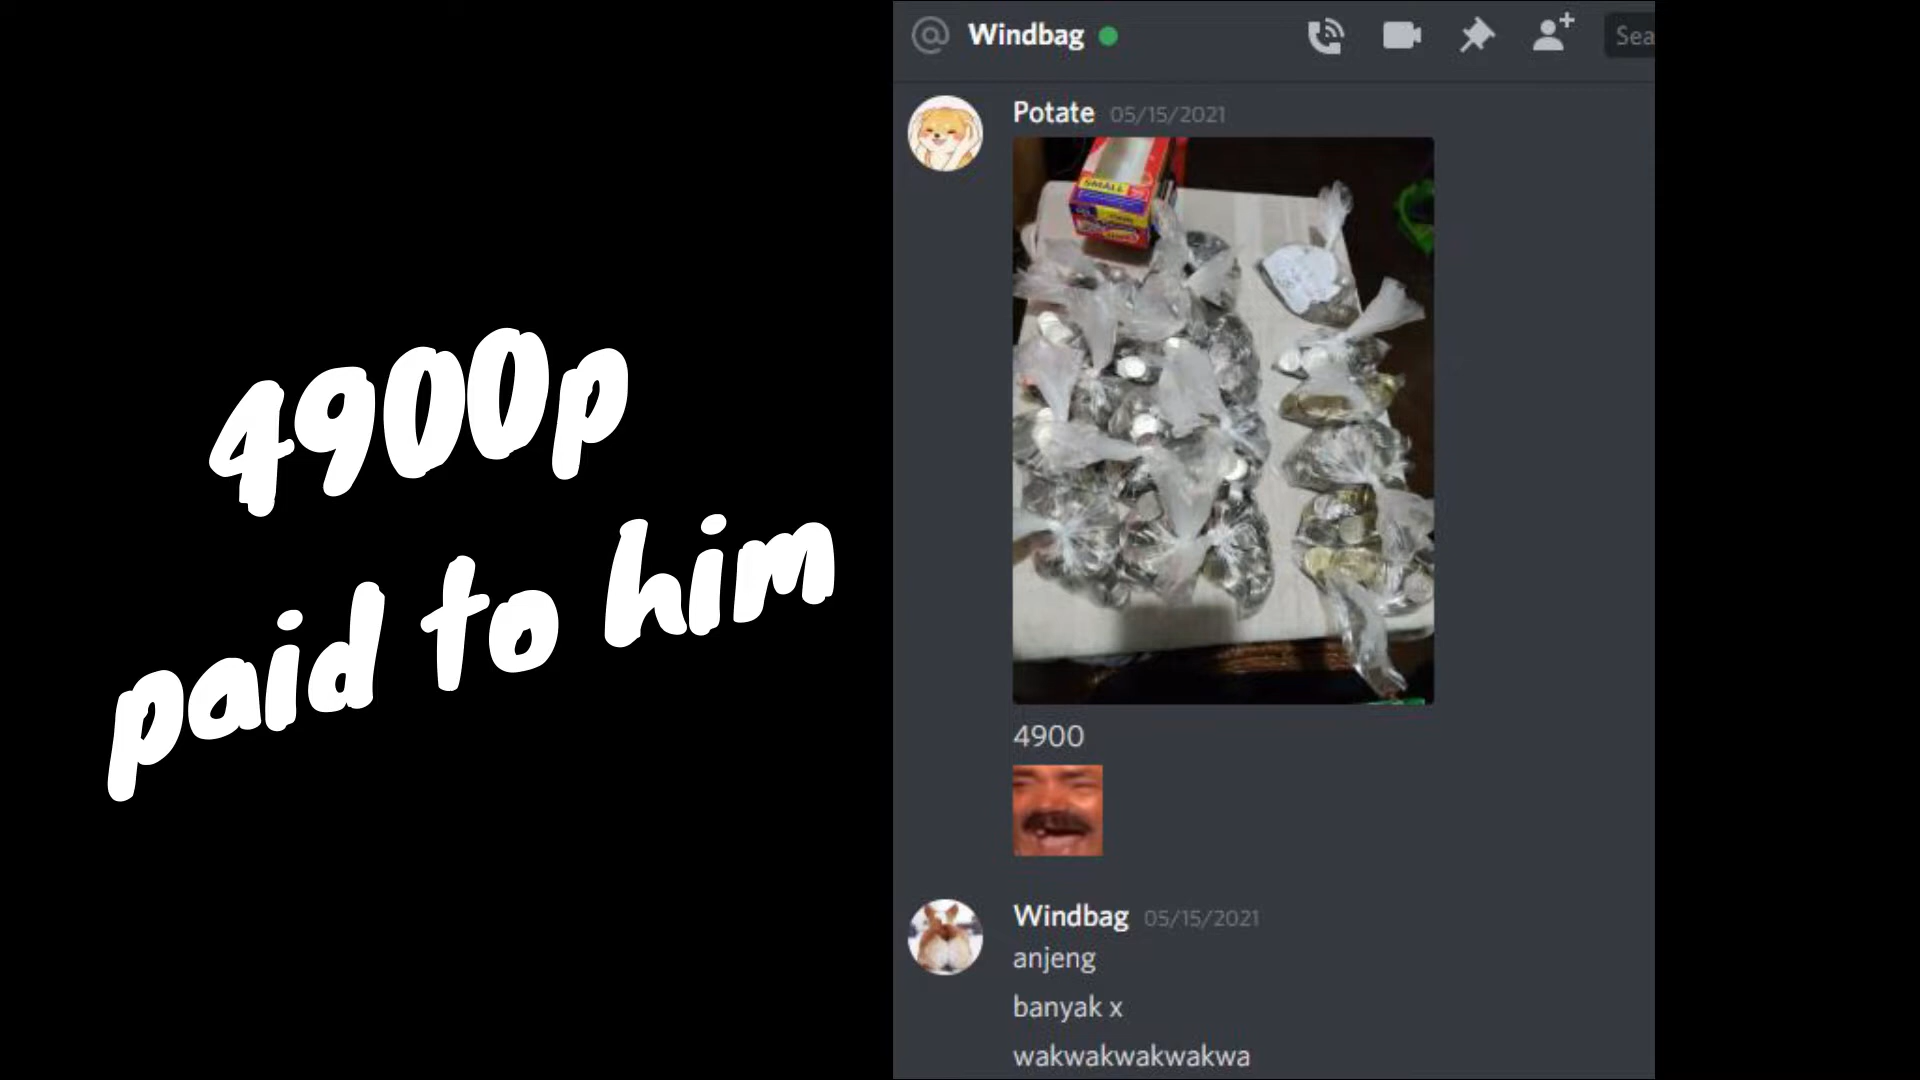 4900p
paid to him
Windbag
Sea
Potate 05/15/2021
SMALL
4900
Windbag 05/15/2021
anjeng
banyak x
wakwakwakwakwa